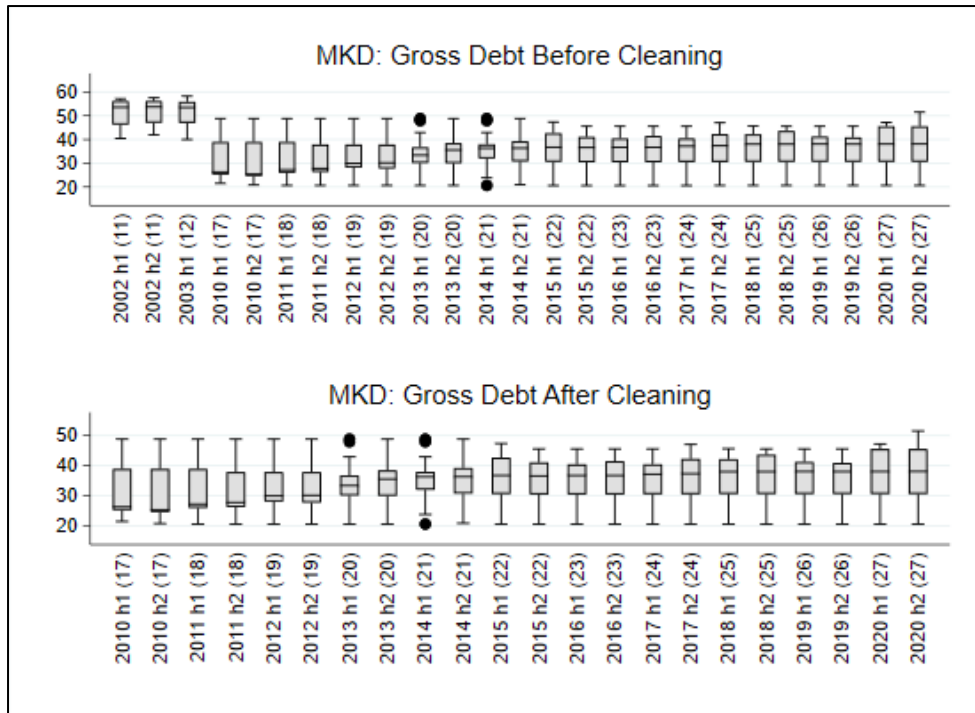 MKD: Gross Debt Before Cleaning
60
50
40
30
20
2002 h1 (11)
2002 h2 (11)
2003 h1 (12)
2010 h1 (17)
2010 h2 (17)
2011 h1 (18)
2011 h2 (18)
2012 h1 (19)
2012 h2 (19)
2013 h1 (20)
2013 h2 (20)
2014 h1 (21)
2014 h2 (21)
2015 h1 (22)
2015 h2 (22)
2016 h1 (23)
2016 h2 (23)
2017 h1 (24)
2017 h2 (24)
2018 h1 (25)
2018 h2 (25)
2019 h1 (26)
2019 h2 (26)
2020 h1 (27)
2020 h2 (27)
MKD: Gross Debt After Cleaning
50
40
30
20
2010 h1 (17)
2010 h2 (17)
2011 h1 (18)
2011 h2 (18)
2012 h1 (19)
2012 h2 (19)
2013 h1 (20)
2013 h2 (20)
2014 h1 (21)
2014 h2 (21)
2015 h1 (22)
2015 h2 (22)
2016 h1 (23)
2016 h2 (23)
2017 h1 (24)
2017 h2 (24)
2018 h1 (25)
2018 h2 (25)
2019 h1 (26)
2019 h2 (26)
2020 h1 (27)
2020 h2 (27)